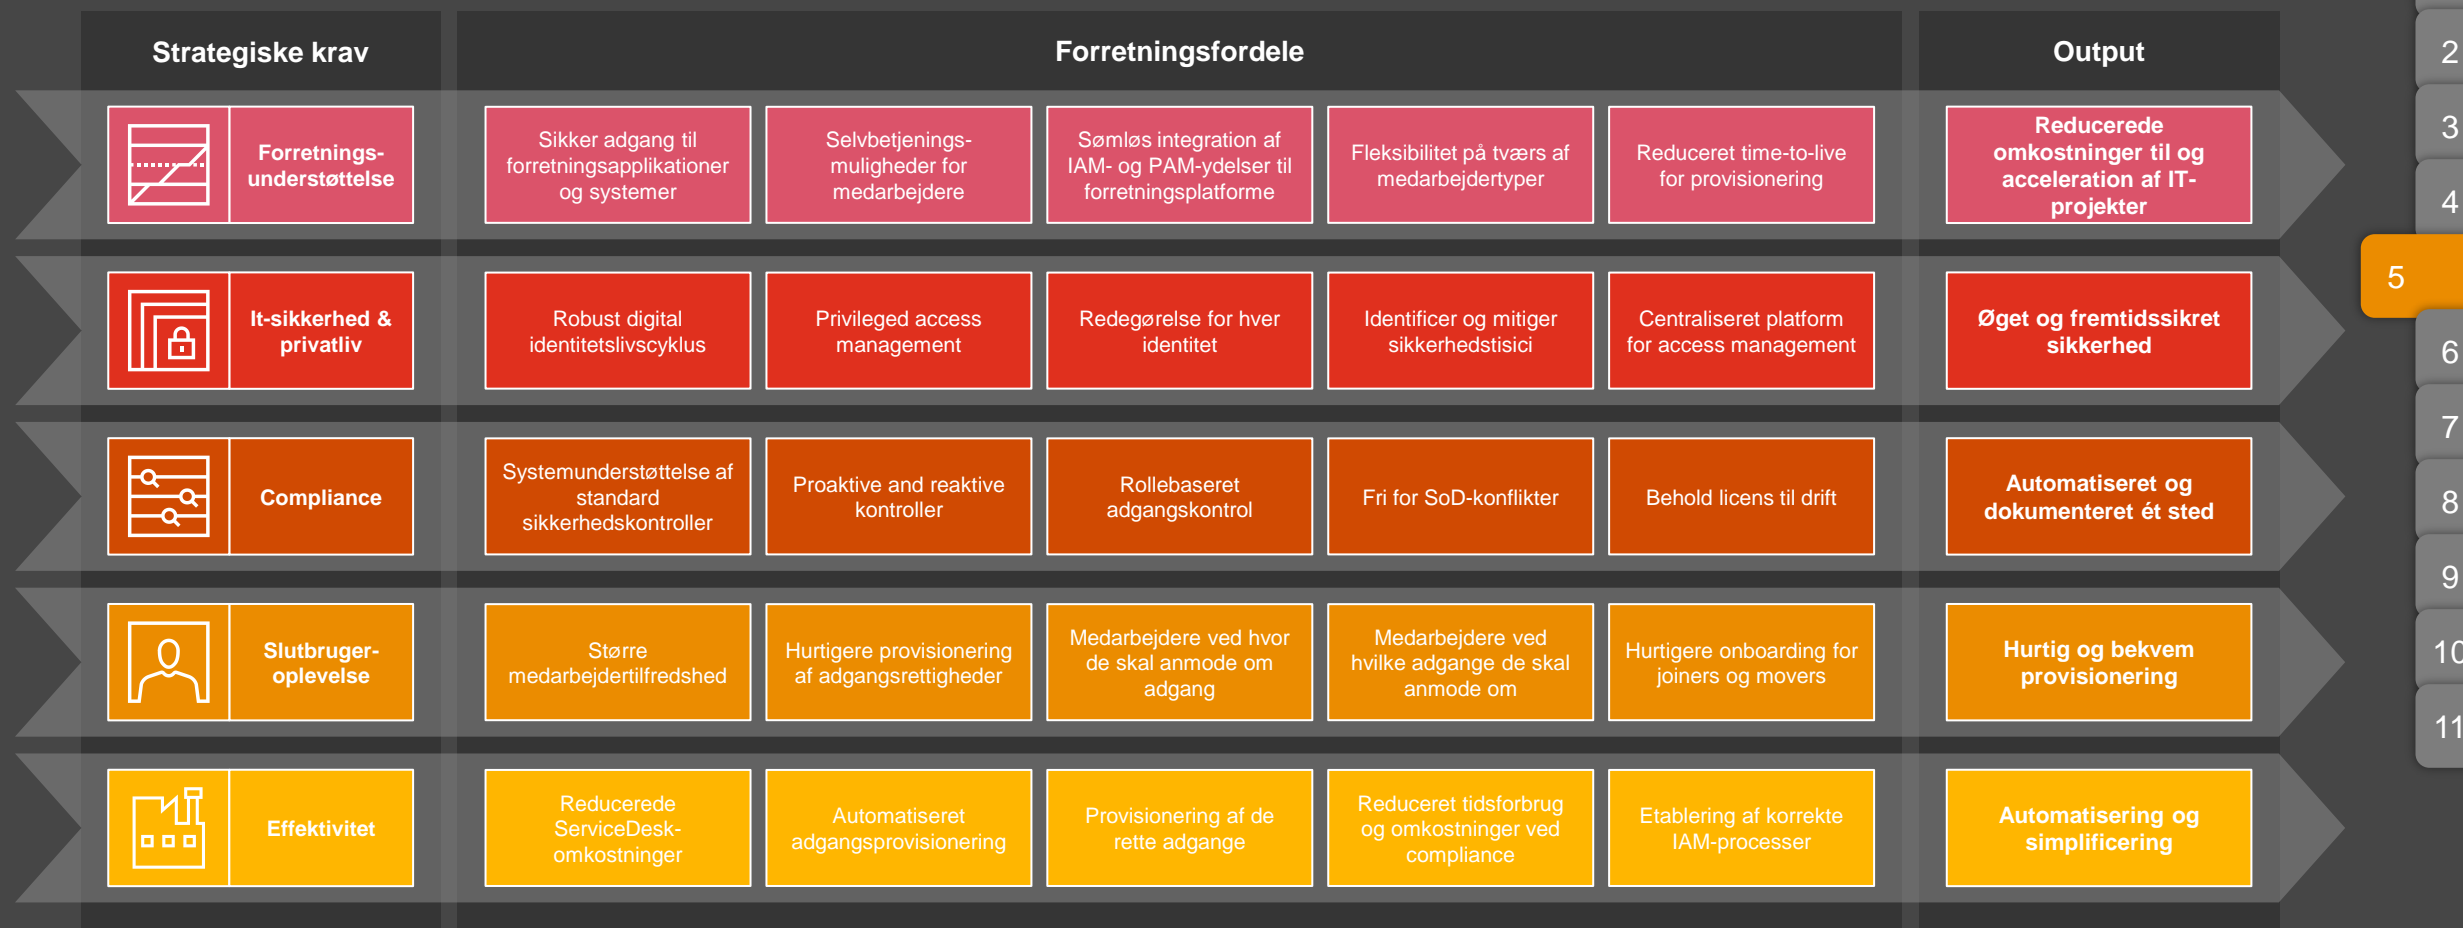 Strategiske krav
Forretningsfordele
Output
Forretnings-
understøttelse
Sikker adgang til
forretningsapplikationer
og systemer
Selvbetjenings-
muligheder for
medarbejdere
Sømløs integration af
IAM- og PAM-ydelser til
forretningsplatforme
Fleksibilitet på tværs af
medarbejdertyper
Reduceret time-to-live
for provisionering
Reducerede
omkostninger til og
acceleration af IT-
projekter
It-sikkerhed &
privatliv
Robust digital
identitetslivscyklus
Privileged access
management
Redegørelse for hver
identitet
Identificer og mitiger
sikkerhedstisici
Centraliseret platform
for access management
Øget og fremtidssikret
sikkerhed
Compliance
Systemunderstøttelse af
standard
sikkerhedskontroller
Proaktive and reaktive
kontroller
Rollebaseret
adgangskontrol
Fri for SoD-konflikter
Behold licens til drift
Automatiseret og
dokumenteret ét sted
Slutbruger-
oplevelse
Større
medarbejdertilfredshed
Hurtigere provisionering
af adgangsrettigheder
Medarbejdere ved hvor
de skal anmode om
adgang
Medarbejdere ved
hvilke adgange de skal
anmode om
Hurtigere onboarding for
joiners og movers
Hurtig og bekvem
provisionering
Effektivitet
Reducerede
ServiceDesk-
omkostninger
Automatiseret
adgangsprovisionering
Provisionering af de
rette adgange
Reduceret tidsforbrug
og omkostninger ved
compliance
Etablering af korrekte
IAM-processer
Automatisering og
simplificering
2
3
4
5
6
7
8
9
10
11